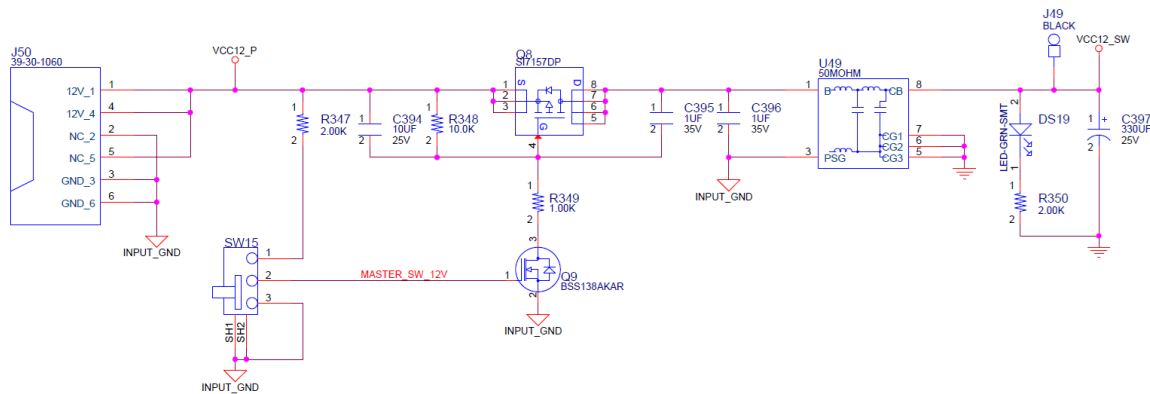 J50
39-30-1060
12V_1
12V_4
NC_2
NC_5
GND_3
GND_6
1
4
2
5
3
6
INPUT_GND
VCC12_P
R347
2.00K
1
2
C394
10UF
25V
1
2
R348
10.0K
1
2
Q8
SI7157DP
S
D
G
1
2
3
8
7
6
5
4
R349
1.00K
1
2
C395
1UF
35V
1
2
C396
1UF
35V
1
2
INPUT_GND
U49
50MOHM
B
CB
PSG
CG1
CG2
CG3
1
3
8
7
6
5
J49
BLACK
VCC12_SW
2
DS19
LED-GRN-SMT
1
R350
2.00K
1
2
C397
330UF
25V
+
1
2
SW15
1
2
3
SH1
SH2
INPUT_GND
MASTER_SW_12V
Q9
BSS138AKAR
3
1
2
INPUT_GND